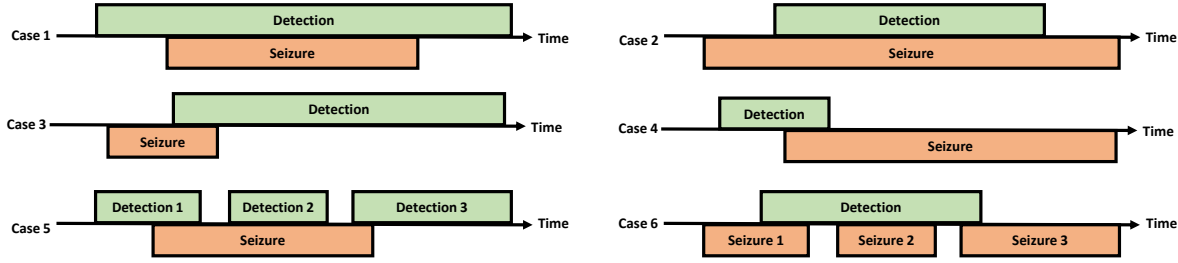 Detection
Case 1
Time
Seizure
Detection
Case 2
Time
Seizure
Detection
Case 3
Time
Seizure
Detection
Case 4
Time
Seizure
Detection 1 Detection 2 Detection 3
Case 5
Time
Seizure
Detection
Case 6
Time
Seizure 1 Seizure 2 Seizure 3